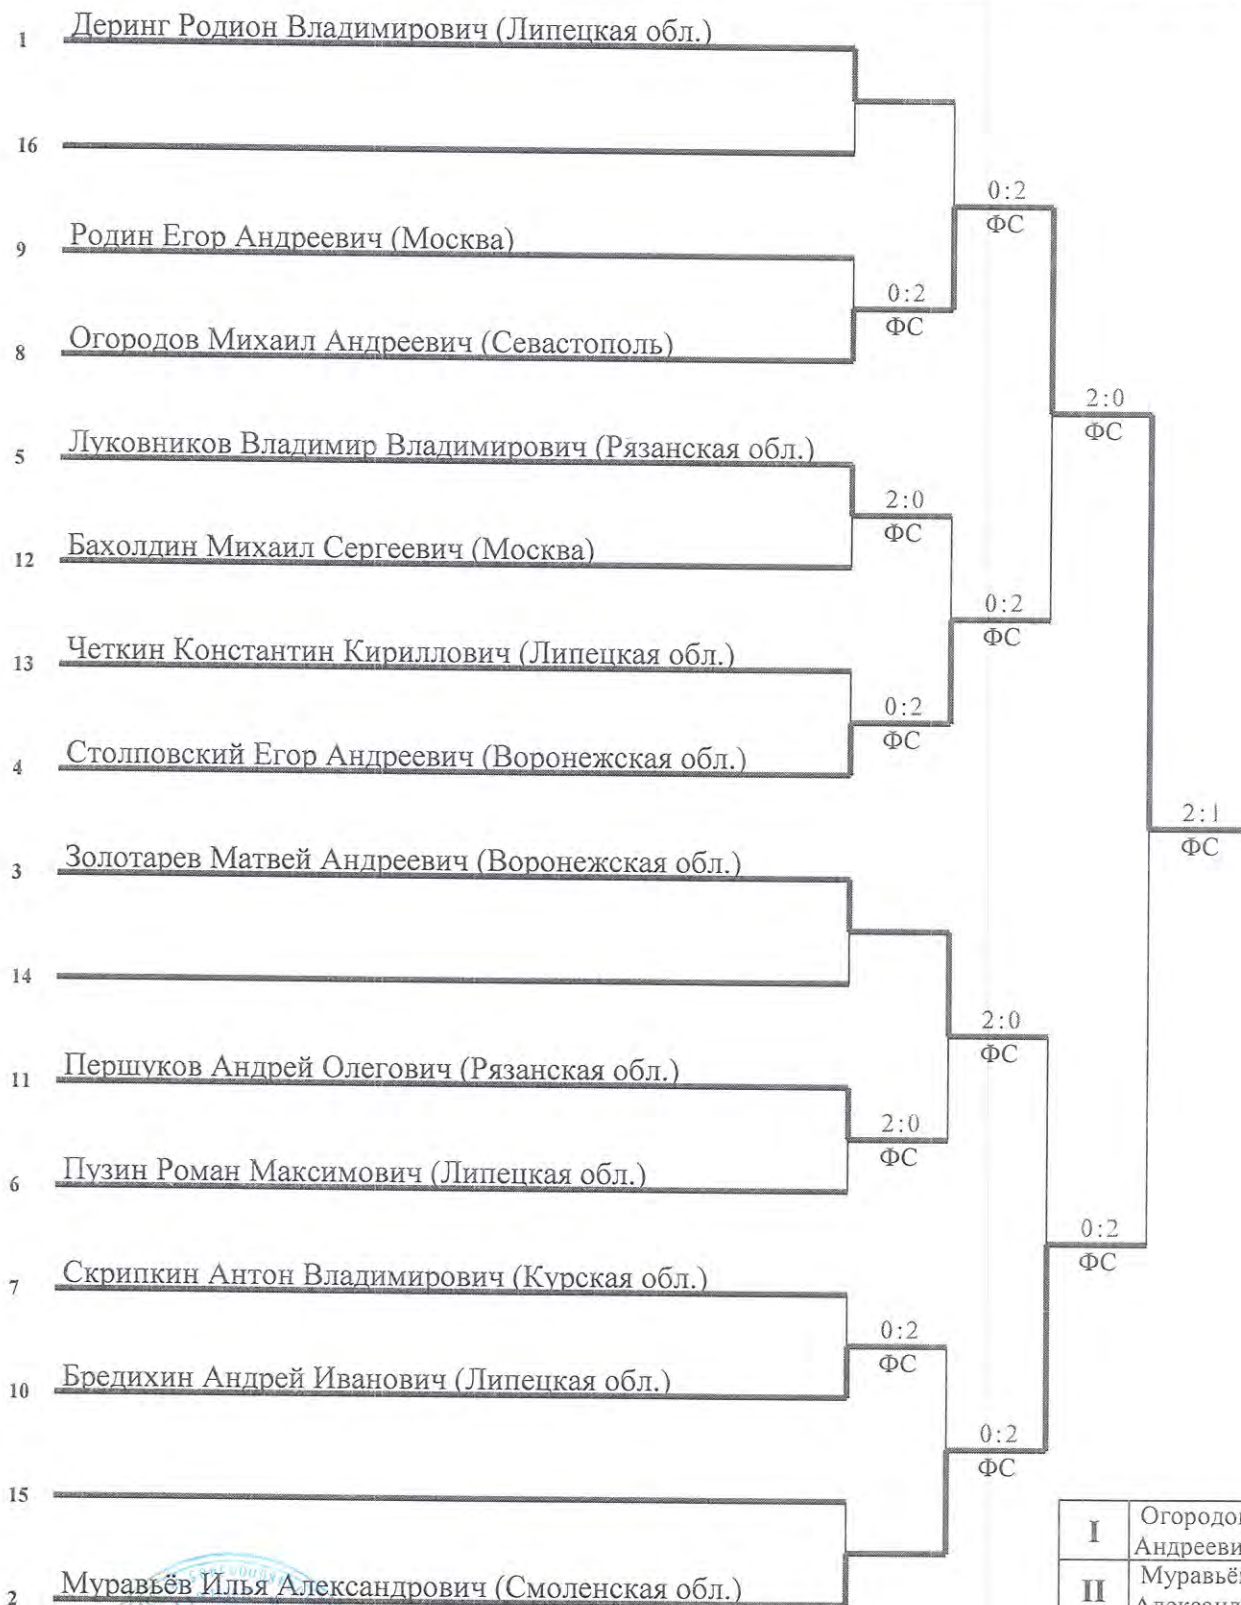 1 Деринг Родион Владимирович (Липецкая обл.)
16
0:2
ФС
9 Родин Егор Андреевич (Москва)
0:2
ФС
8 Огородов Михаил Андреевич (Севастополь)
2:0
ФС
5 Луковников Владимир Владимирович (Рязанская обл.)
2:0
ФС
12 Бахолдин Михаил Сергеевич (Москва)
0:2
ФС
13 Четкин Константин Кириллович (Липецкая обл.)
0:2
ФС
4 Столповский Егор Андреевич (Воронежская обл.)
2:1
ФС
3 Золотарев Матвей Андреевич (Воронежская обл.)
14
2:0
ФС
11 Першуков Андрей Олегович (Рязанская обл.)
2:0
ФС
6 Пузин Роман Максимович (Липецкая обл.)
0:2
ФС
7 Скрипкин Антон Владимирович (Курская обл.)
0:2
ФС
10 Бредихин Андрей Иванович (Липецкая обл.)
0:2
ФС
15
I Огородов
Андреевич
2 Муравьёв Илья Александрович (Смоленская обл.)
II Муравьёв